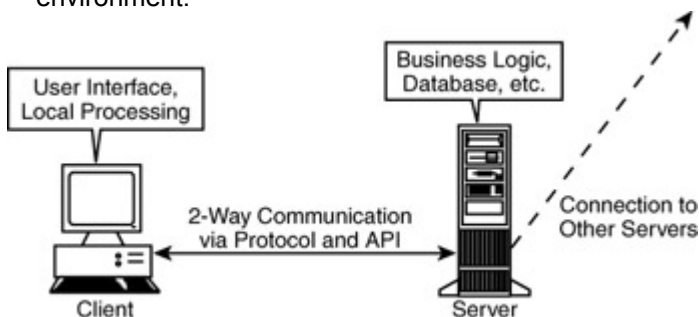 environment.
User Interface,
Local Processing
Business Logic,
Database, etc.
2-Way Communication
via Protocol and API
Connection to
Other Servers
Client
Server